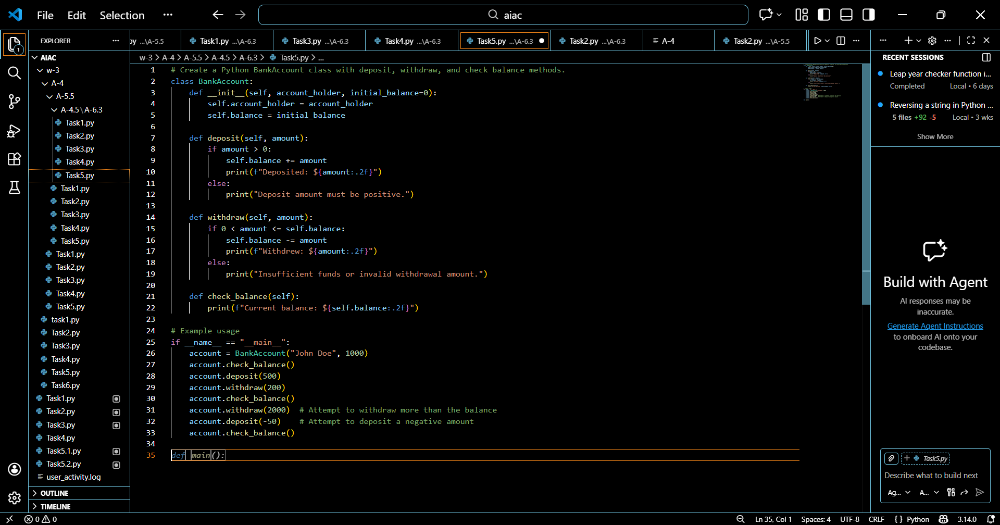 File Edit Selection ··· aiac
EXPLORER ···
AIAC
w-3
A-4
A-5.5
A-4.5\A-6.3
Task1.py
Task2.py
Task3.py
Task4.py
Task5.py
Task1.py
Task2.py
Task3.py
Task4.py
Task5.py
Task1.py
Task2.py
Task3.py
Task4.py
Task5.py
task1.py
Task2.py
Task3.py
Task4.py
Task5.py
Task6.py
Task1.py
Task2.py
Task3.py
Task4.py
Task5.1.py
Task5.2.py
user_activity.log
OUTLINE
TIMELINE
1
py ...\A-5.5 Task1.py ...\A-6.3 Task3.py ...\A-6.3 Task4.py ...\A-6.3 Task5.py ...\A-6.3 Task2.py ...\A-6.3 A-4 Task2.py ...\A-5.5
w-3 > A-4 > A-5.5 > A-4.5 > A-6.3 > Task5.py > ...
1 # Create a Python BankAccount class with deposit, withdraw, and check balance methods.
2 class BankAccount:
3 def __init__(self, account_holder, initial_balance=0):
4 self.account_holder = account_holder
5 self.balance = initial_balance
6
7 def deposit(self, amount):
8 if amount > 0:
9 self.balance += amount
10 print(f"Deposited: ${amount:.2f}")
11 else:
12 print("Deposit amount must be positive.")
13
14 def withdraw(self, amount):
15 if 0 < amount <= self.balance:
16 self.balance -= amount
17 print(f"Withdrew: ${amount:.2f}")
18 else:
19 print("Insufficient funds or invalid withdrawal amount.")
20
21 def check_balance(self):
22 print(f"Current balance: ${self.balance:.2f}")
23
24 # Example usage
25 if __name__ == "__main__":
26 account = BankAccount("John Doe", 1000)
27 account.check_balance()
28 account.deposit(500)
29 account.withdraw(200)
30 account.check_balance()
31 account.withdraw(2000) # Attempt to withdraw more than the balance
32 account.deposit(-50) # Attempt to deposit a negative amount
33 account.check_balance()
34
35 def main():
RECENT SESSIONS
Leap year checker function i...
Completed Local • 6 days
Reversing a string in Python ...
5 files +92 -5 Local • 3 wks
Show More
Build with Agent
AI responses may be
inaccurate.
Generate Agent Instructions
to onboard AI onto your
codebase.
+ Task5.py
Describe what to build next
Ag... A...
0 0 Ln 35, Col 1 Spaces: 4 UTF-8 CRLF {} Python 3.14.0